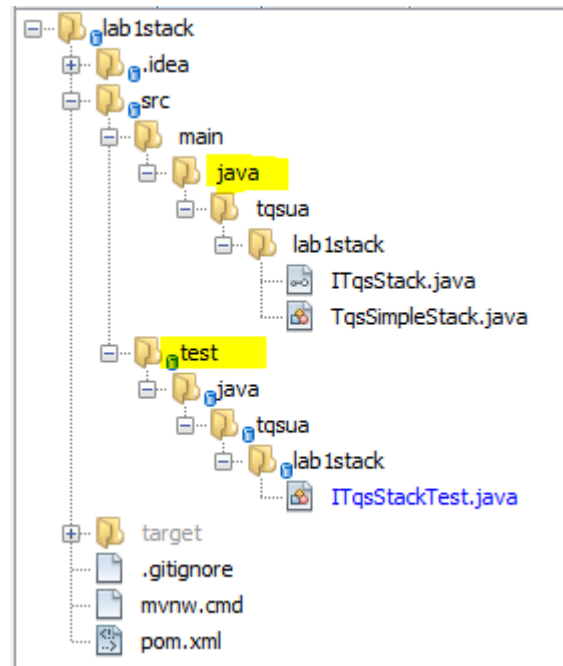 lab1stack
.idea
src
main
java
tqsua
lab1stack
ITqsStack.java
TqsSimpleStack.java
test
java
tqsua
lab1stack
ITqsStackTest.java
target
.gitignore
mvnw.cmd
pom.xml